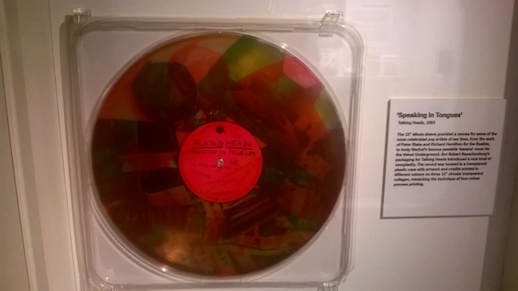 TALKING HEADS
SPEAKING IN TONGUES
'Speaking in Tongues'
Talking Heads, 1983
The 12" album sleeve provided a canvas for some of the
most celebrated pop artists of our time, from the work
of Peter Blake and Richard Hamilton for the Beatles,
to Andy Warhol's famous peelable 'banana' cover for
the Velvet Underground. But Robert Rauschenberg's
packaging for Talking Heads introduced a new level of
complexity. The record was housed in a transparent
plastic case with artwork and credits printed in
different colours on three 12" circular transparent
collages, mimicking the technique of four-colour
process printing.